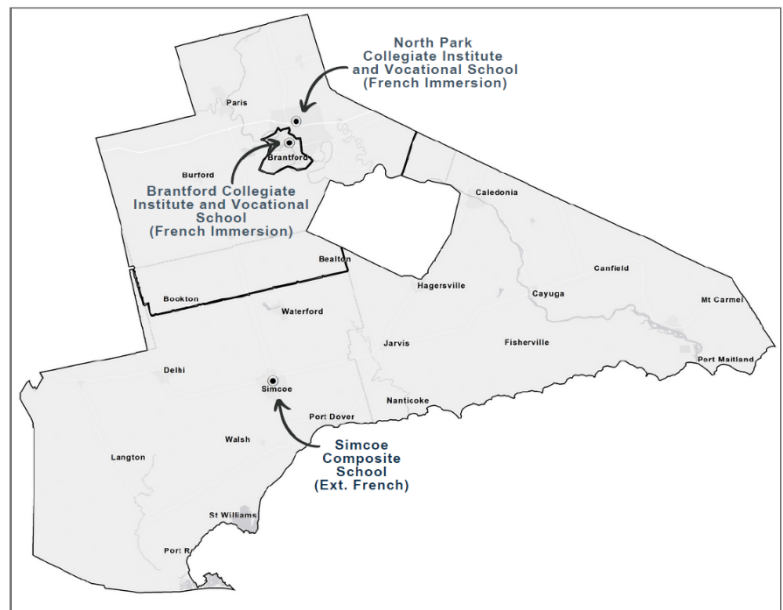 North Park
Collegiate Institute
and Vocational School
(French Immersion)
Paris
Brantford
Burford
Brantford Collegiate
Institute and Vocational
School
(French Immersion)
Caledonia
Bealton
Bookton
Waterford
Hagersville
Canfield
Cayuga
Mt Carmel
Jarvis
Fisherville
Port Maitland
Delhi
Simcoe
Nanticoke
Port Dover
Walsh
Langton
Simcoe
Composite
School
(Ext. French)
St Williams
Port R